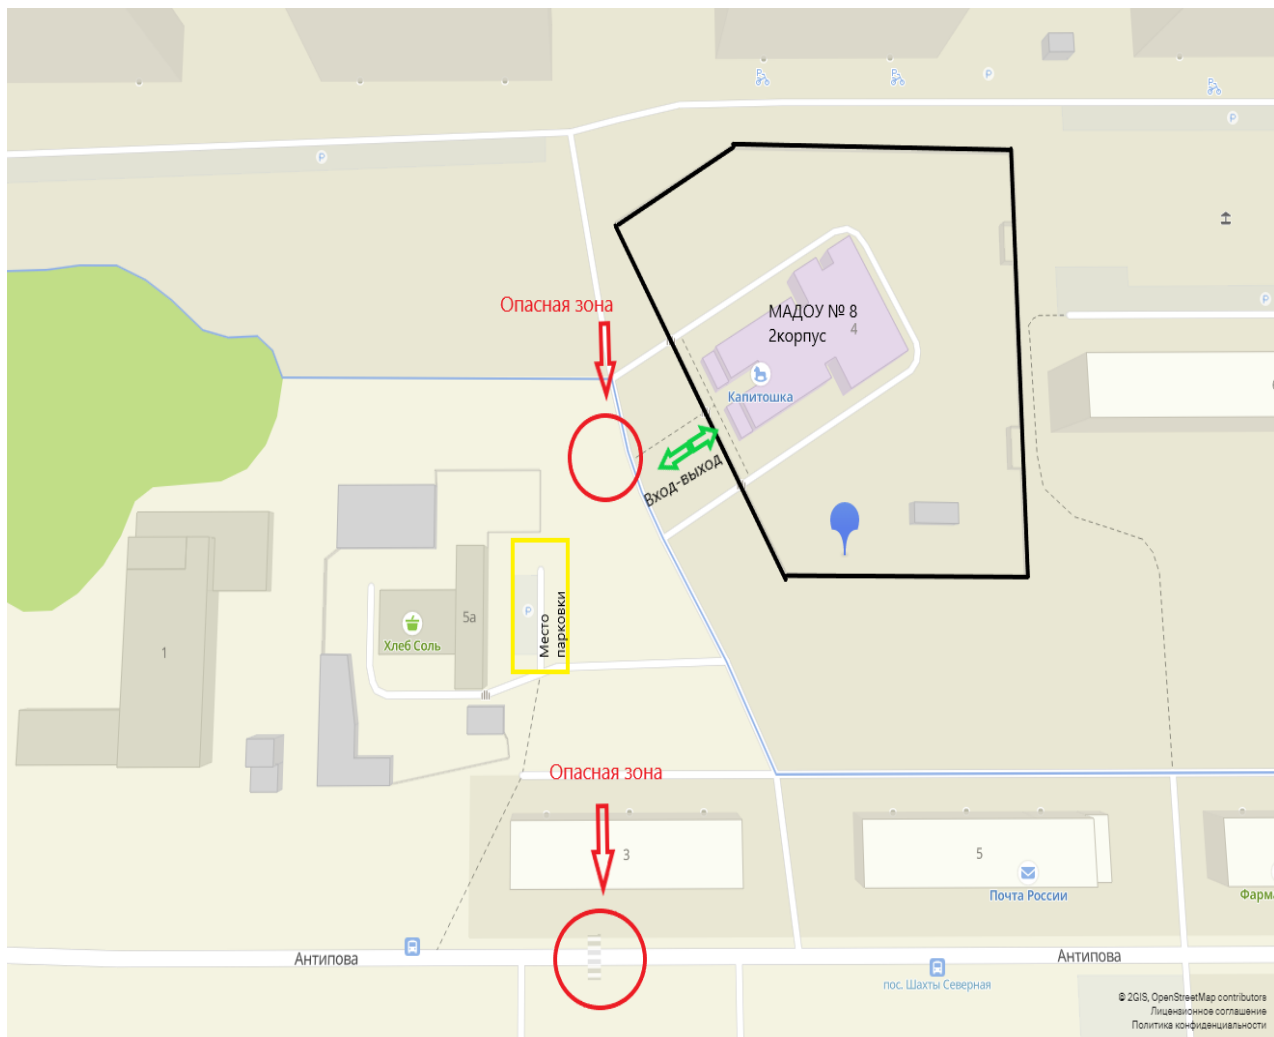 P
P
P
P
P
P
Опасная зона
МАДОУ № 8
4
2корпус
P
Капитошка
Вход-выход
5а
P
Место
парковки
Хлеб Соль
1
Опасная зона
3
5
Почта России
Фарм
Антипова
Антипова
пос. Шахты Северная
© 2GIS, OpenStreetMap contributors
Лицензионное соглашение
Политика конфиденциальности